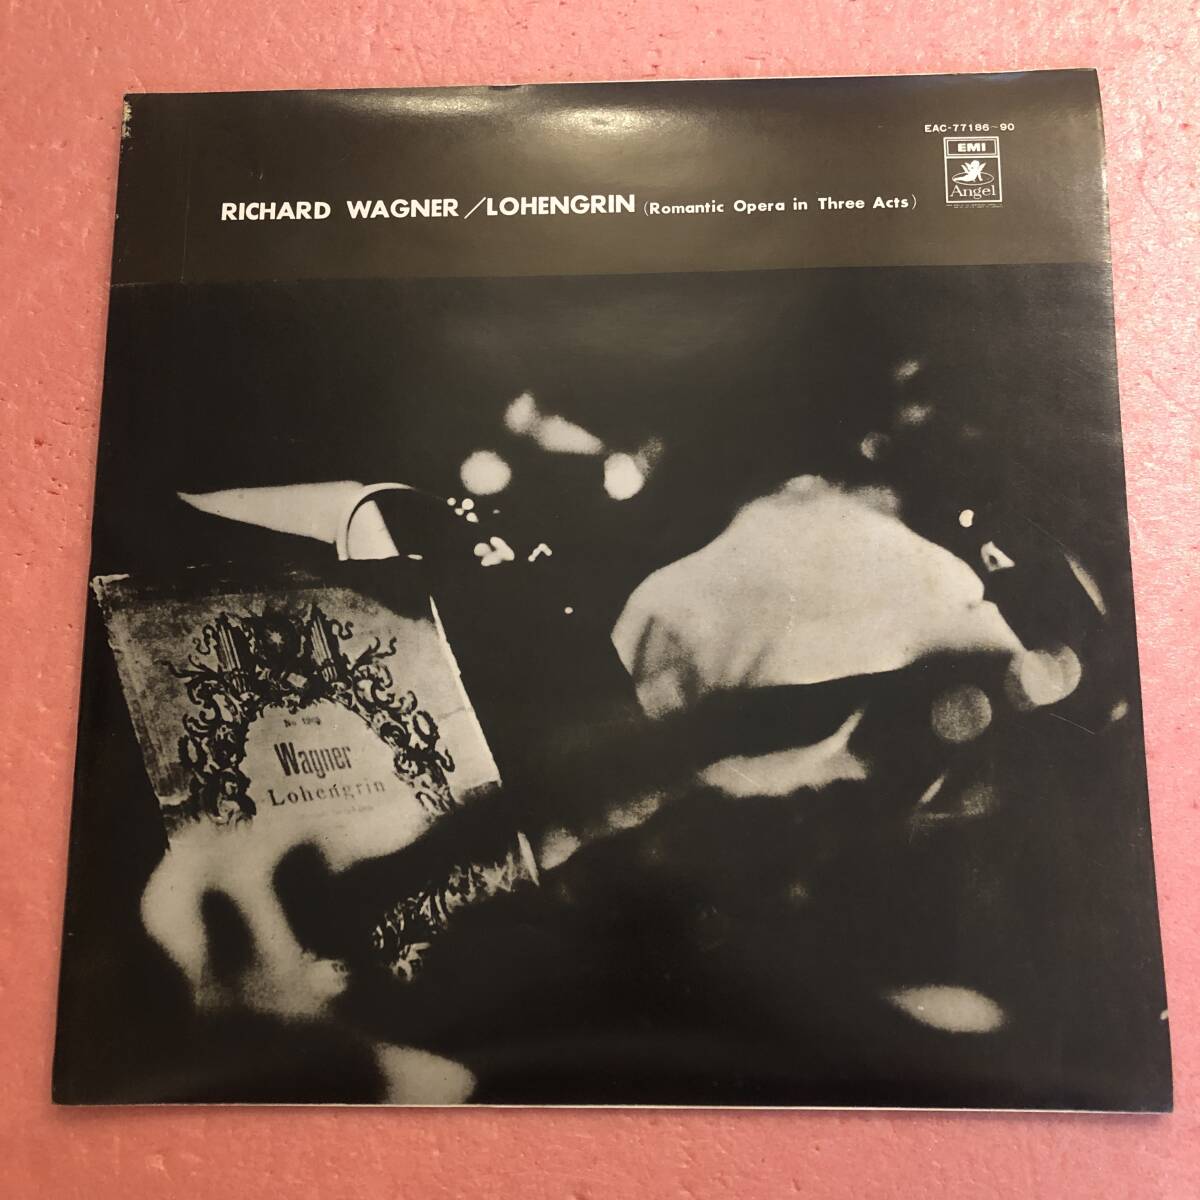 EAC-77186~90
EMI
Angel
RICHARD WAGNER/LOHENGRIN (Romantic Opera in Three Acts)
Wagner
Lohengrin